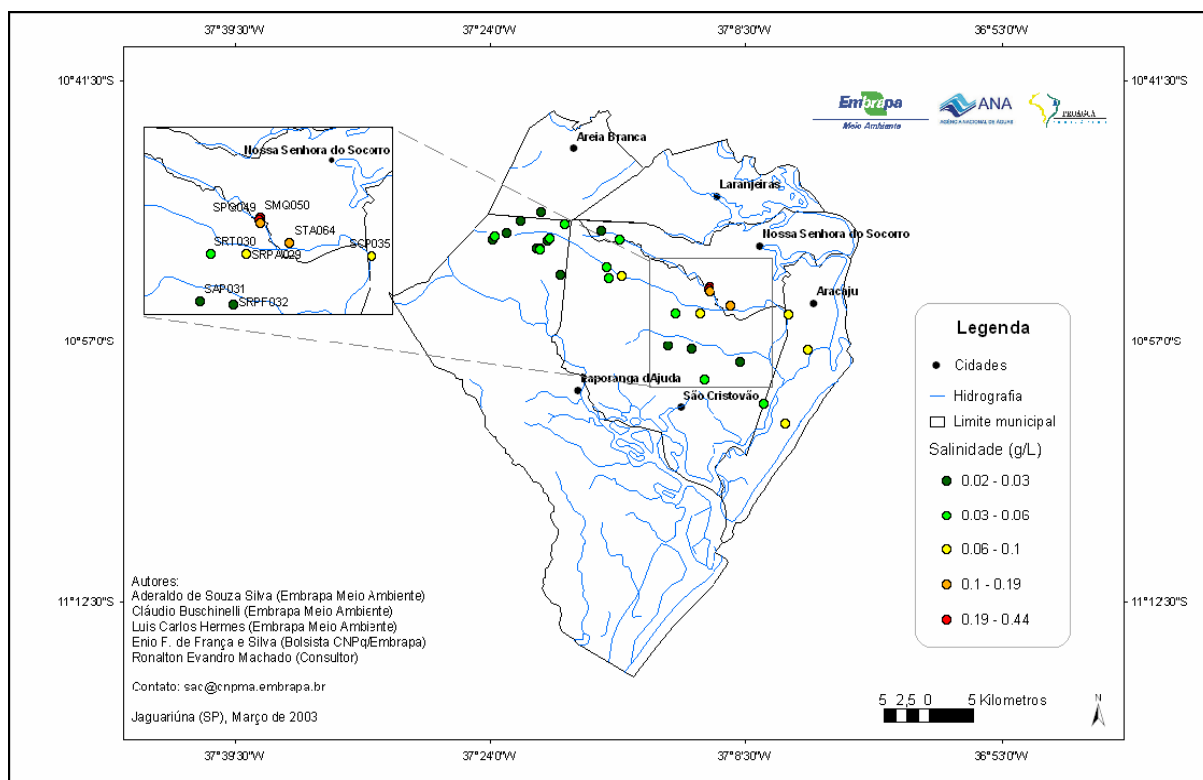 37°39'30"W 37°24'0"W 37°8'30"W 36°53'0"W
10°41'30"S 10°41'30"S
Embrapa
Meio Ambiente
ANA
AGÊNCIA NACIONAL DE ÁGUAS
PROÁGUA
Areia Branca
Laranjeiras
Nossa Senhora do Socorro
Aracaju
Itaporanga dAjuda
São Cristovão
Nossa Senhora do Socorro
SPG049
SMQ050
STA064
SRT030
SRPA029
SCP035
SAP031
SRPF032
10°57'0"S 10°57'0"S
Legenda
Cidades
Hidrografia
Limite municipal
Salinidade (g/L)
0.02 - 0.03
0.03 - 0.06
0.06 - 0.1
0.1 - 0.19
0.19 - 0.44
11°12'30"S 11°12'30"S
Autores:
Aderaldo de Souza Silva (Embrapa Meio Ambiente)
Cláudio Buschinelli (Embrapa Meio Ambiente)
Luis Carlos Hermes (Embrapa Meio Ambiente)
Enio F. de França e Silva (Bolsista CNPq/Embrapa)
Ronalton Evandro Machado (Consultor)
Contato: sac@cnpma.embrapa.br
Jaguariúna (SP), Março de 2003
5 2,5 0 5 Kilometros
N
37°39'30"W 37°24'0"W 37°8'30"W 36°53'0"W